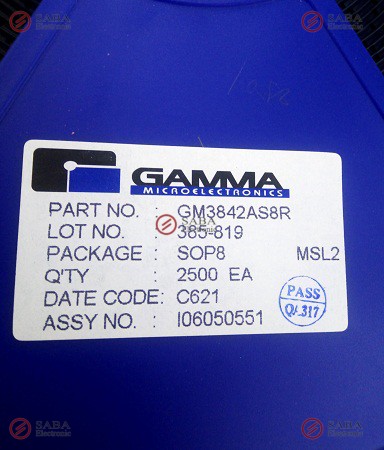 GAMMA
MICROELECTRONICS
PART NO. : GM3842AS8R
LOT NO. : 385-819
PACKAGE : SOP8 MSL2
Q'TY : 2500 EA
DATE CODE: C621
ASSY NO. : I06050551
PASS
SABA
Electronic
SABA
Electronic
SABA
Electronic
SABA
Electronic
SABA